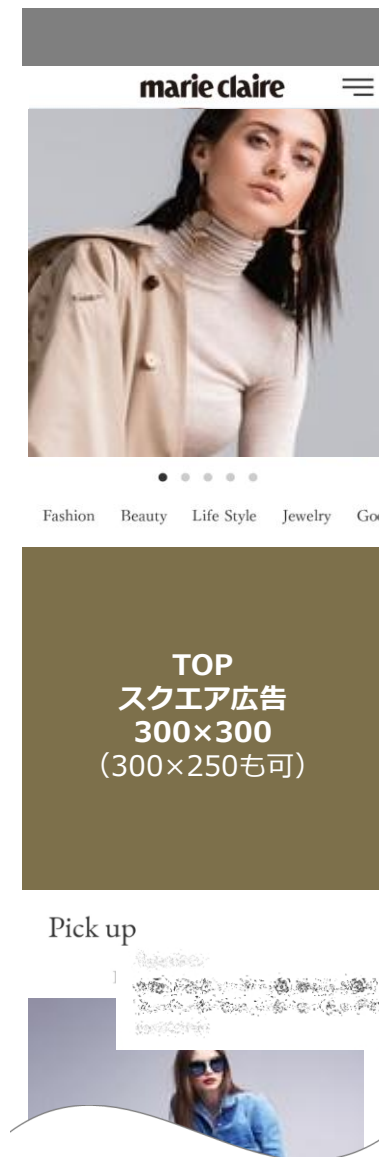 marie claire
Fashion Beauty Life Style Jewelry
TOP
スクエア広告
300×300
（300×250も可）
Pick up